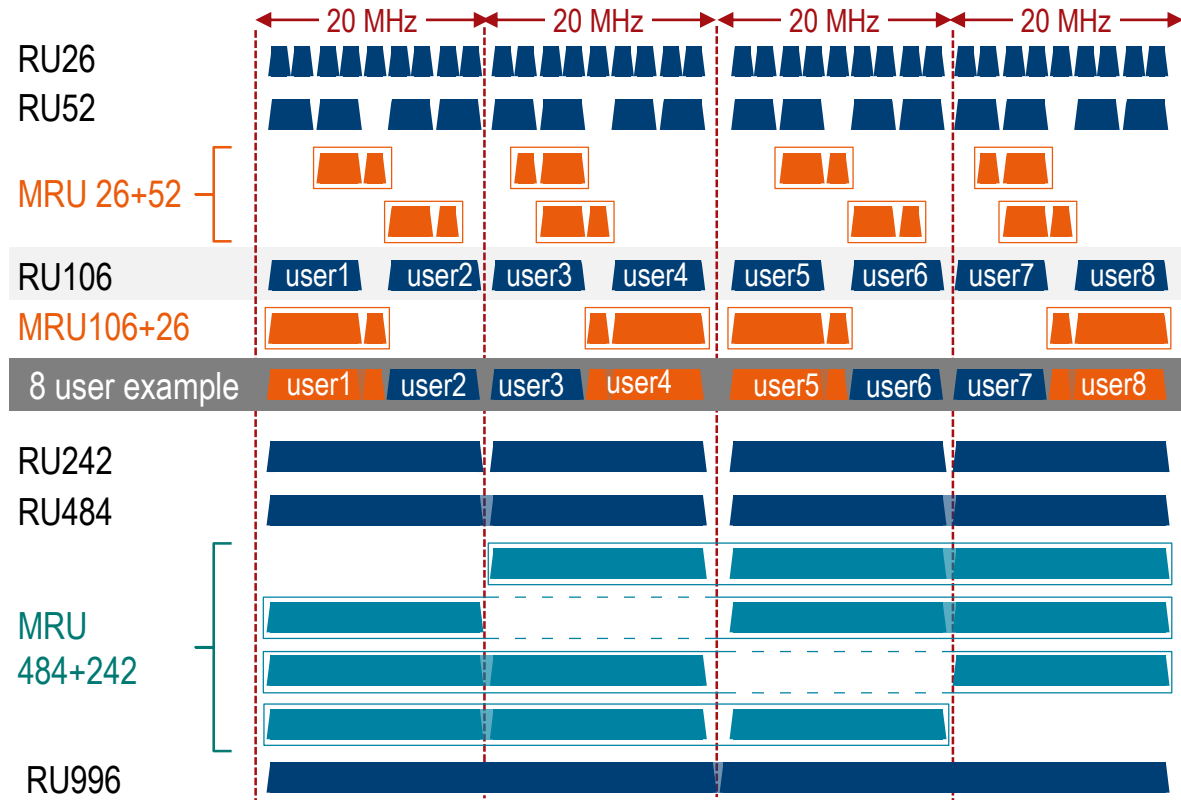 20 MHz 20 MHz 20 MHz 20 MHz
RU26
RU52
MRU 26+52
RU106 user1 user2 user3 user4 user5 user6 user7 user8
MRU106+26
8 user example user1 user2 user3 user4 user5 user6 user7 user8
RU242
RU484
MRU
484+242
RU996